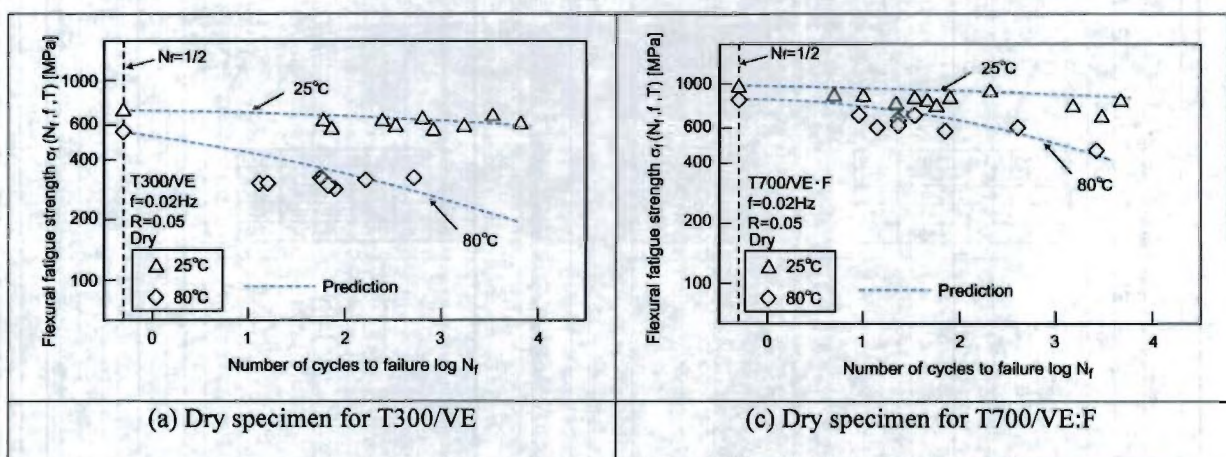 Flexural fatigue strength σf (Nf, f, T) [MPa]
1000
600
400
200
100
Nf=1/2
25°C
80°C
T300/VE
f=0.02Hz
R=0.05
Dry
△ 25°C
◇ 80°C
Prediction
0 1 2 3 4
Number of cycles to failure log Nf
(a) Dry specimen for T300/VE
Flexural fatigue strength σf (Nf, f, T) [MPa]
1000
600
400
200
100
Nf=1/2
25°C
80°C
T700/VE·F
f=0.02Hz
R=0.05
Dry
△ 25°C
◇ 80°C
Prediction
0 1 2 3 4
Number of cycles to failure log Nf
(c) Dry specimen for T700/VE:F